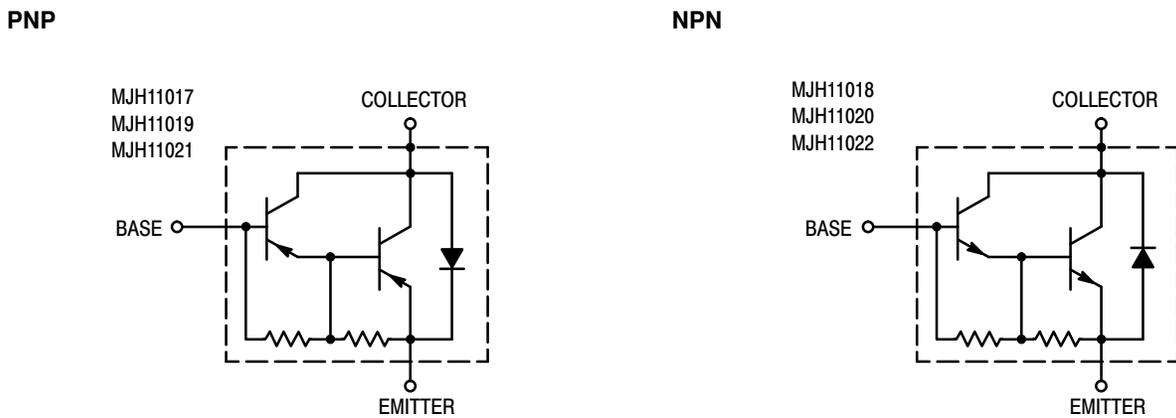 PNP
MJH11017
MJH11019
MJH11021
COLLECTOR
BASE
EMITTER
NPN
MJH11018
MJH11020
MJH11022
COLLECTOR
BASE
EMITTER